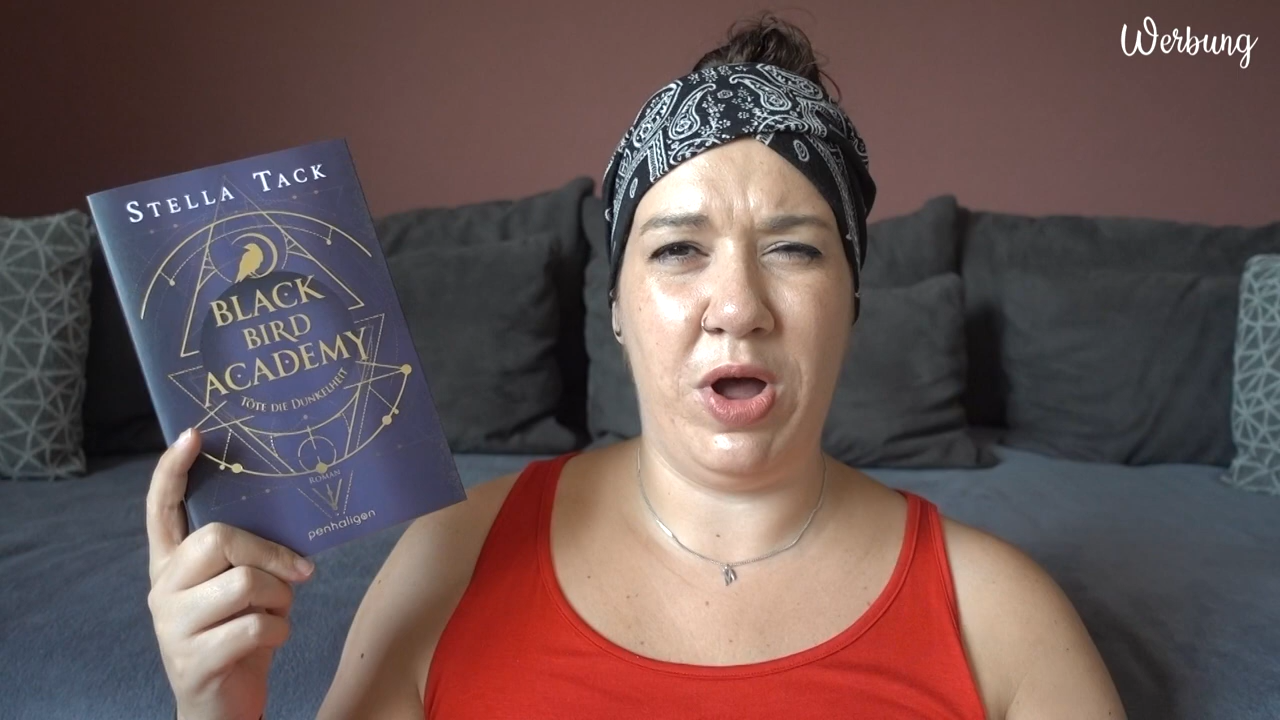 Werbung
STELLA TACK
BLACK
BIRD
ACADEMY
TÖTE DIE DUNKELHEIT
ROMAN
penhaligon